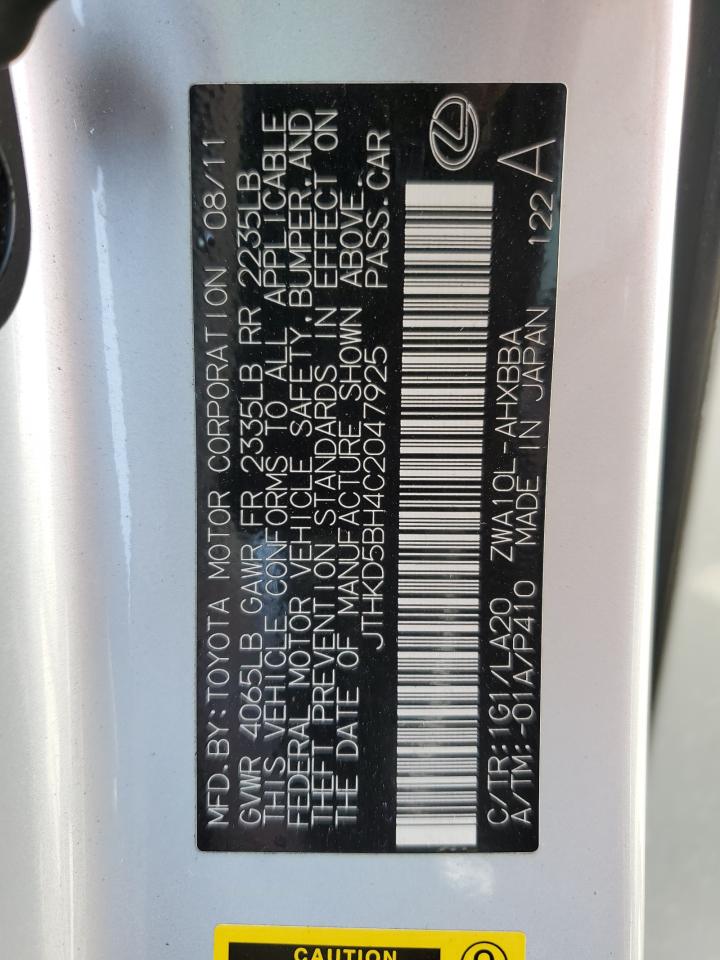 MFD. BY: TOYOTA MOTOR CORPORATION 08/11
GVWR 4065LB GAWR FR 2335LB RR 2235LB
THIS VEHICLE CONFORMS TO ALL APPLICABLE
FEDERAL MOTOR VEHICLE SAFETY, BUMPER, AND
THEFT PREVENTION STANDARDS IN EFFECT ON
THE DATE OF MANUFACTURE SHOWN ABOVE.
JTHKD5BH4C2047925 PASS. CAR
C/TR: 1G1/LA20 ZWA10L-AHXBBA
A/TM: -01A/P410 MADE IN JAPAN 122 A
CAUTION